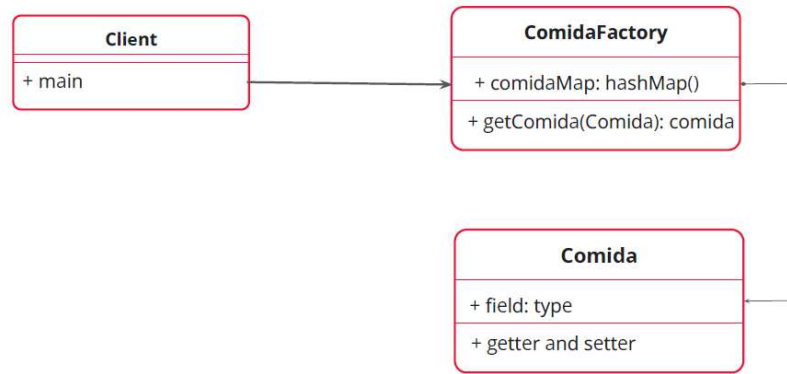 Client
+ main
ComidaFactory
+ comidaMap: hashMap()
+ getComida(Comida): comida
Comida
+ field: type
+ getter and setter